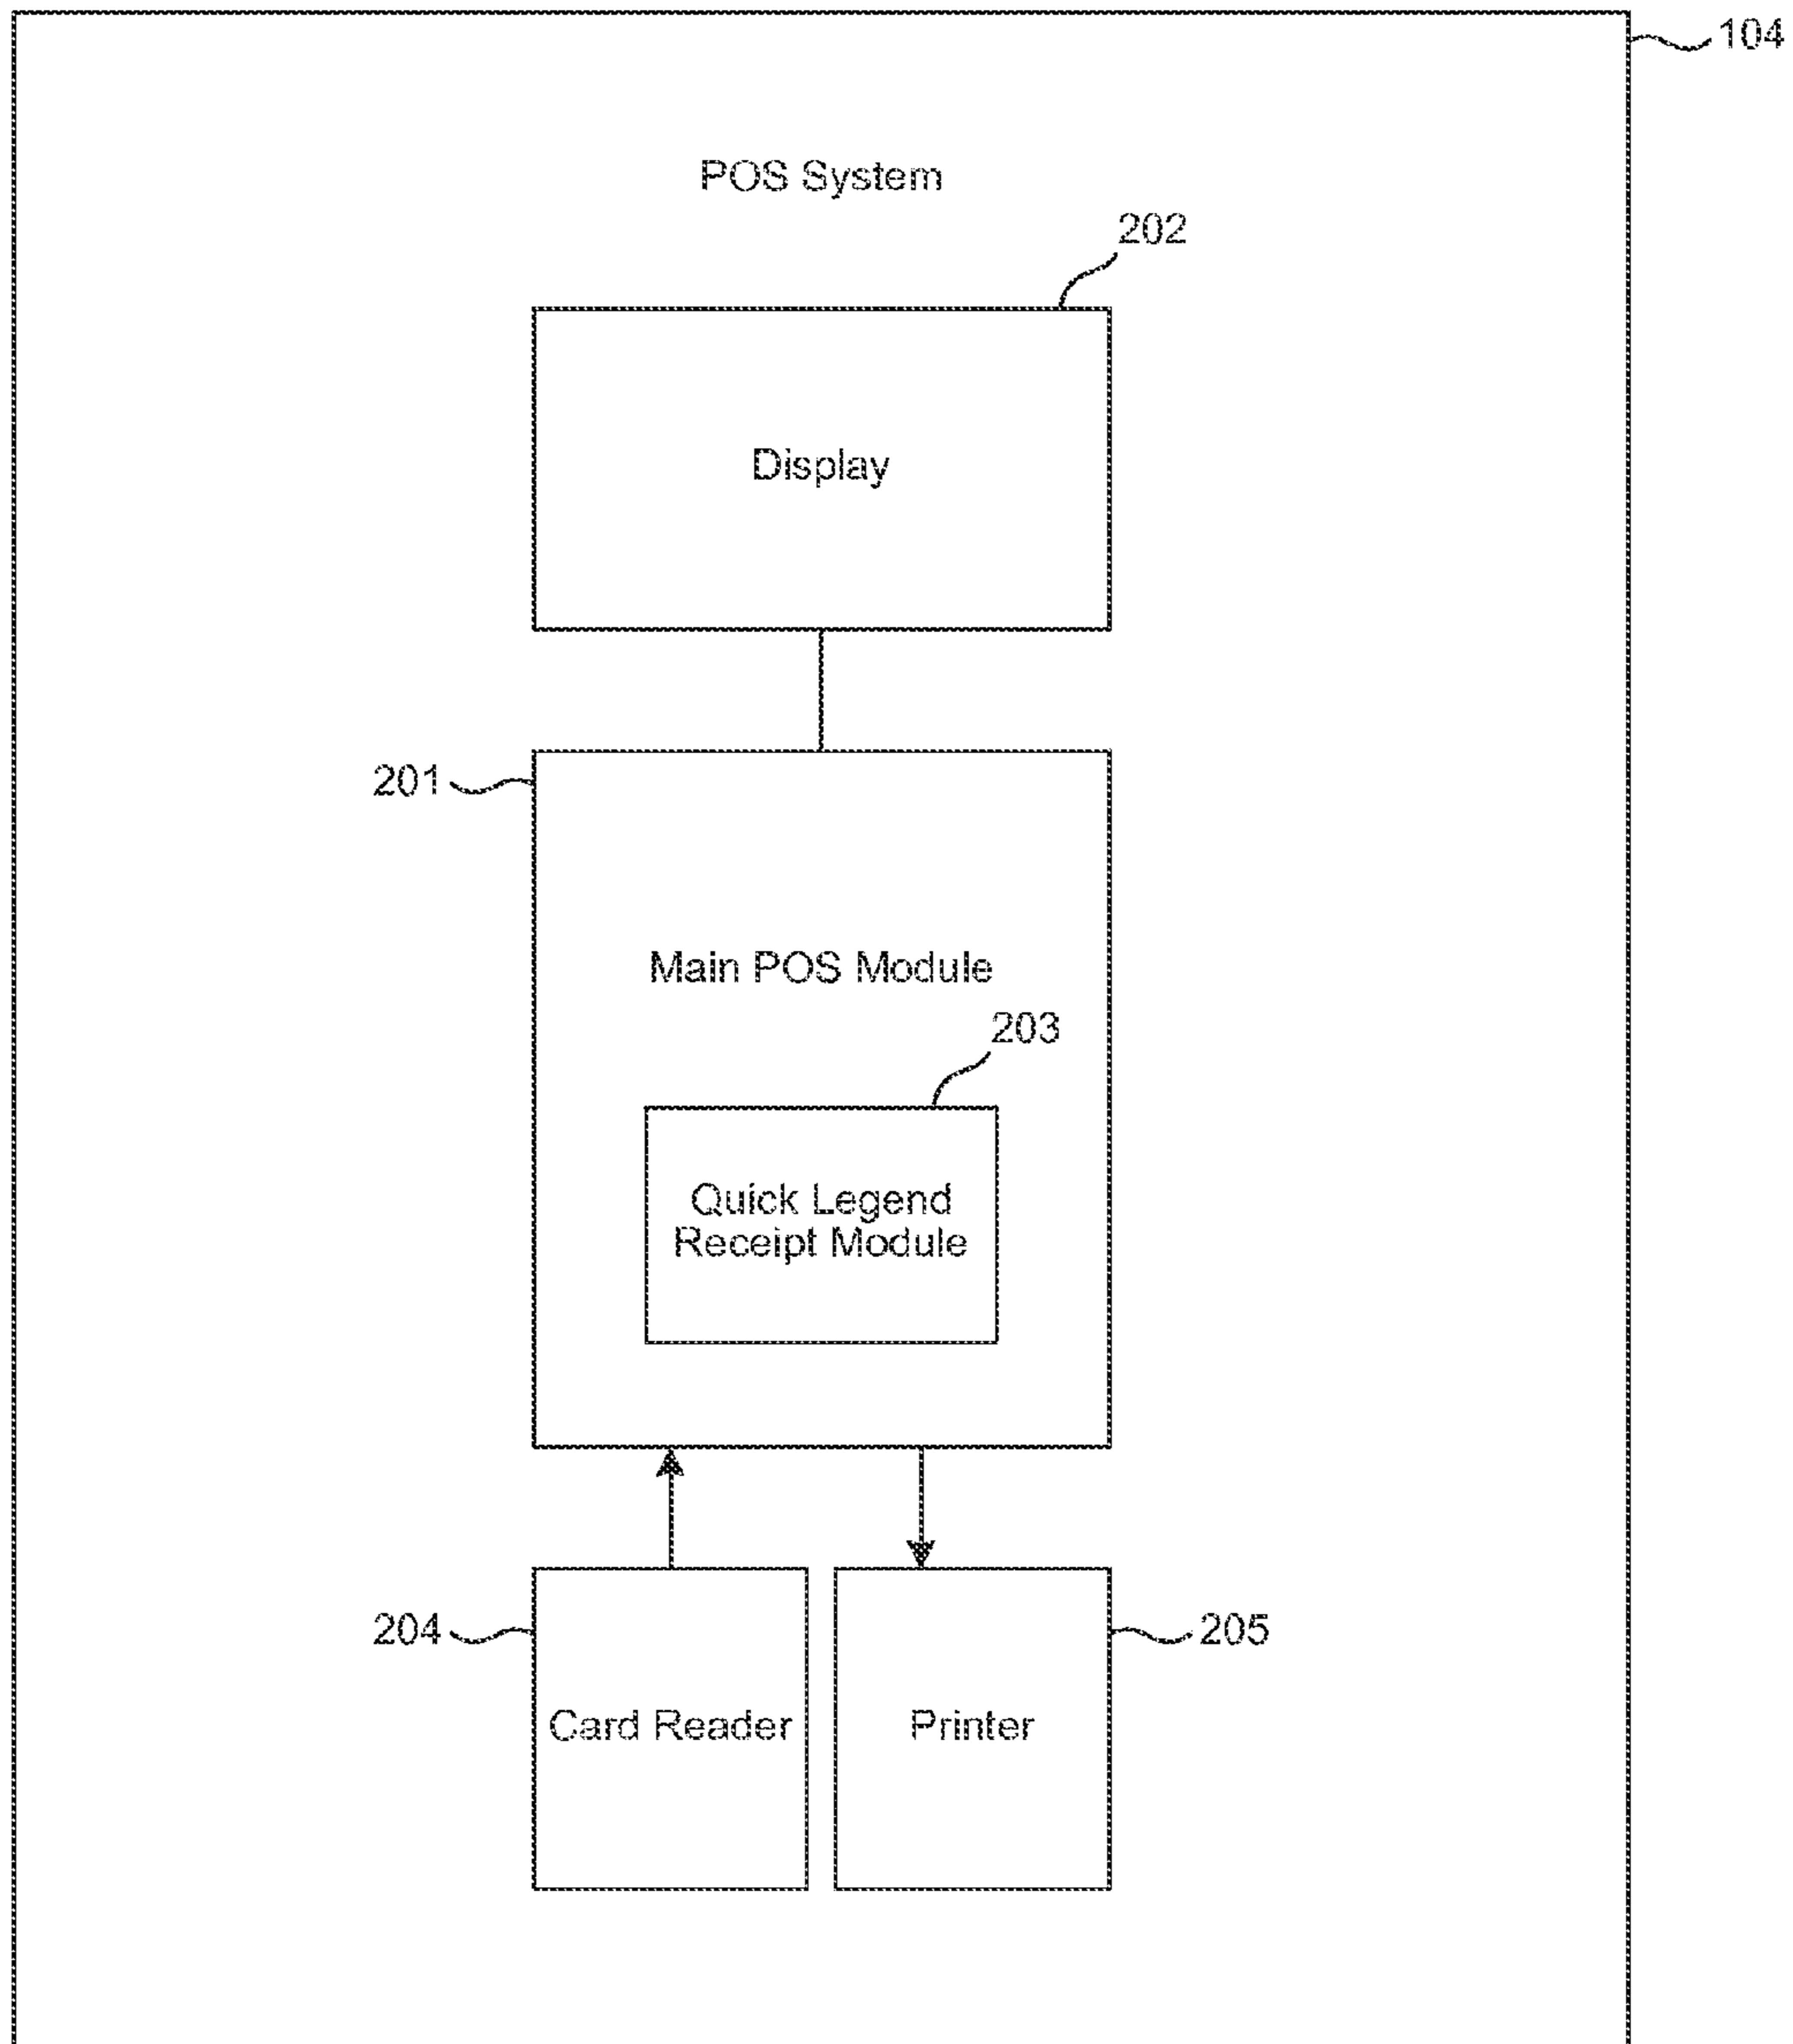 104
POS System
202
Display
201
Main POS Module
203
Quick Legend
Receipt Module
204
205
Card Reader
Printer